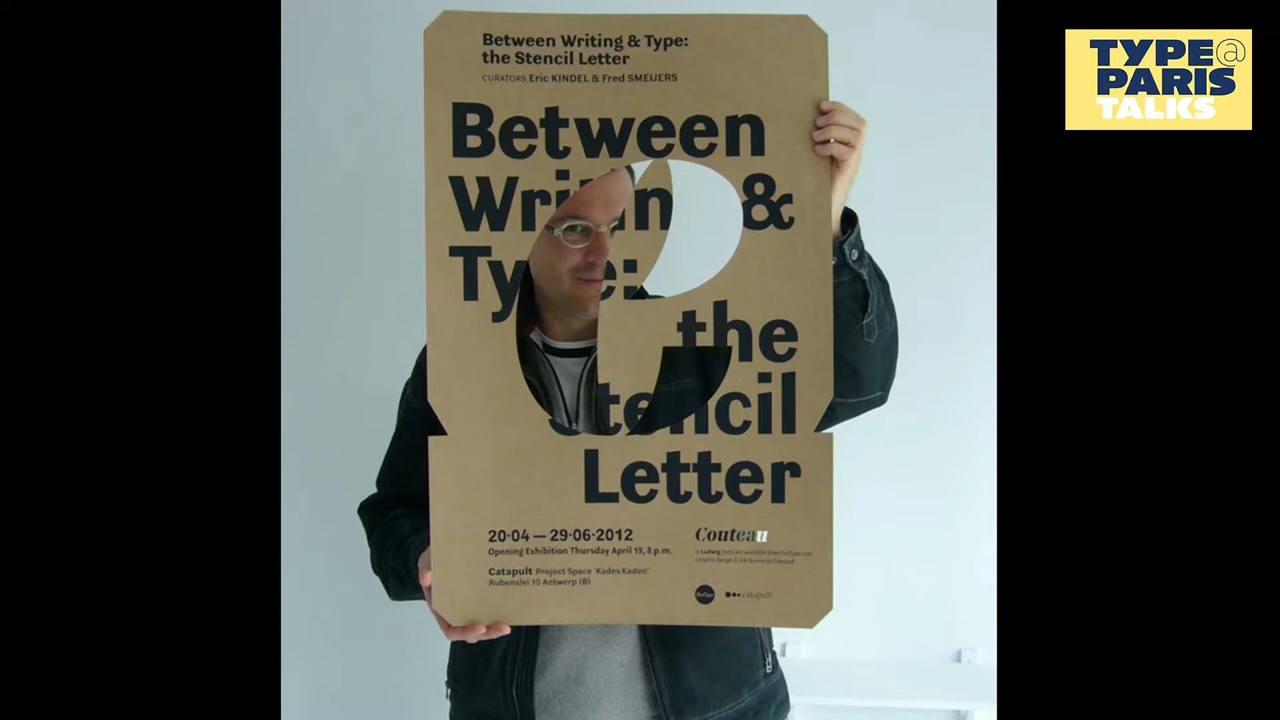 Between Writing & Type:
the Stencil Letter
CURATORS Eric KINDEL & Fred SMEIJERS
Between
Writing &
Type:
the
Stencil
Letter
20·04 — 29·06·2012
Opening Exhibition Thursday April 19, 8 p.m.
Catapult Project Space 'KadesKaden'
Rubenslei 10 Antwerp (B)
Couteau
catapult
TYPE@
PARIS
TALKS